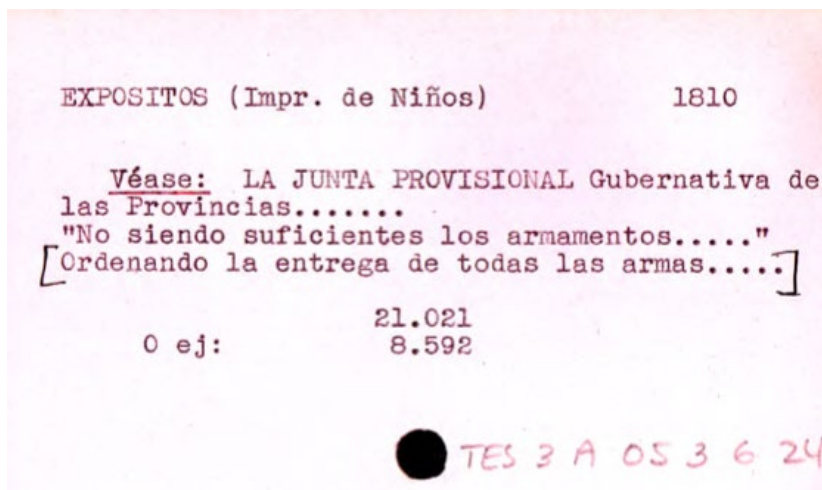 EXPOSITOS (Impr. de Niños) 1810
Véase: LA JUNTA PROVISIONAL Gubernativa de
las Provincias.......
"No siendo suficientes los armamentos....."
[Ordenando la entrega de todas las armas.....]
21.021
O ej: 8.592
TES 3 A 05 3 6 24